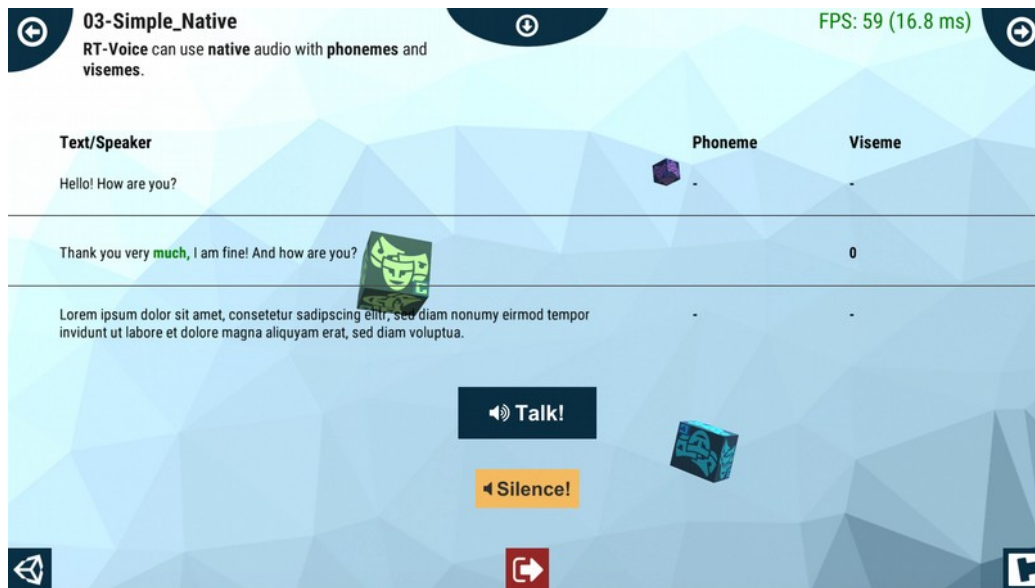 03-Simple_Native
FPS: 59 (16.8 ms)
RT-Voice can use native audio with phonemes and
visemes.
Text/Speaker Phoneme Viseme
Hello! How are you? - -
Thank you very much, I am fine! And how are you? 0
Lorem ipsum dolor sit amet, consetetur sadipscing elitr, sed diam nonumy eirmod tempor - -
invidunt ut labore et dolore magna aliquyam erat, sed diam voluptua.
Talk!
Silence!